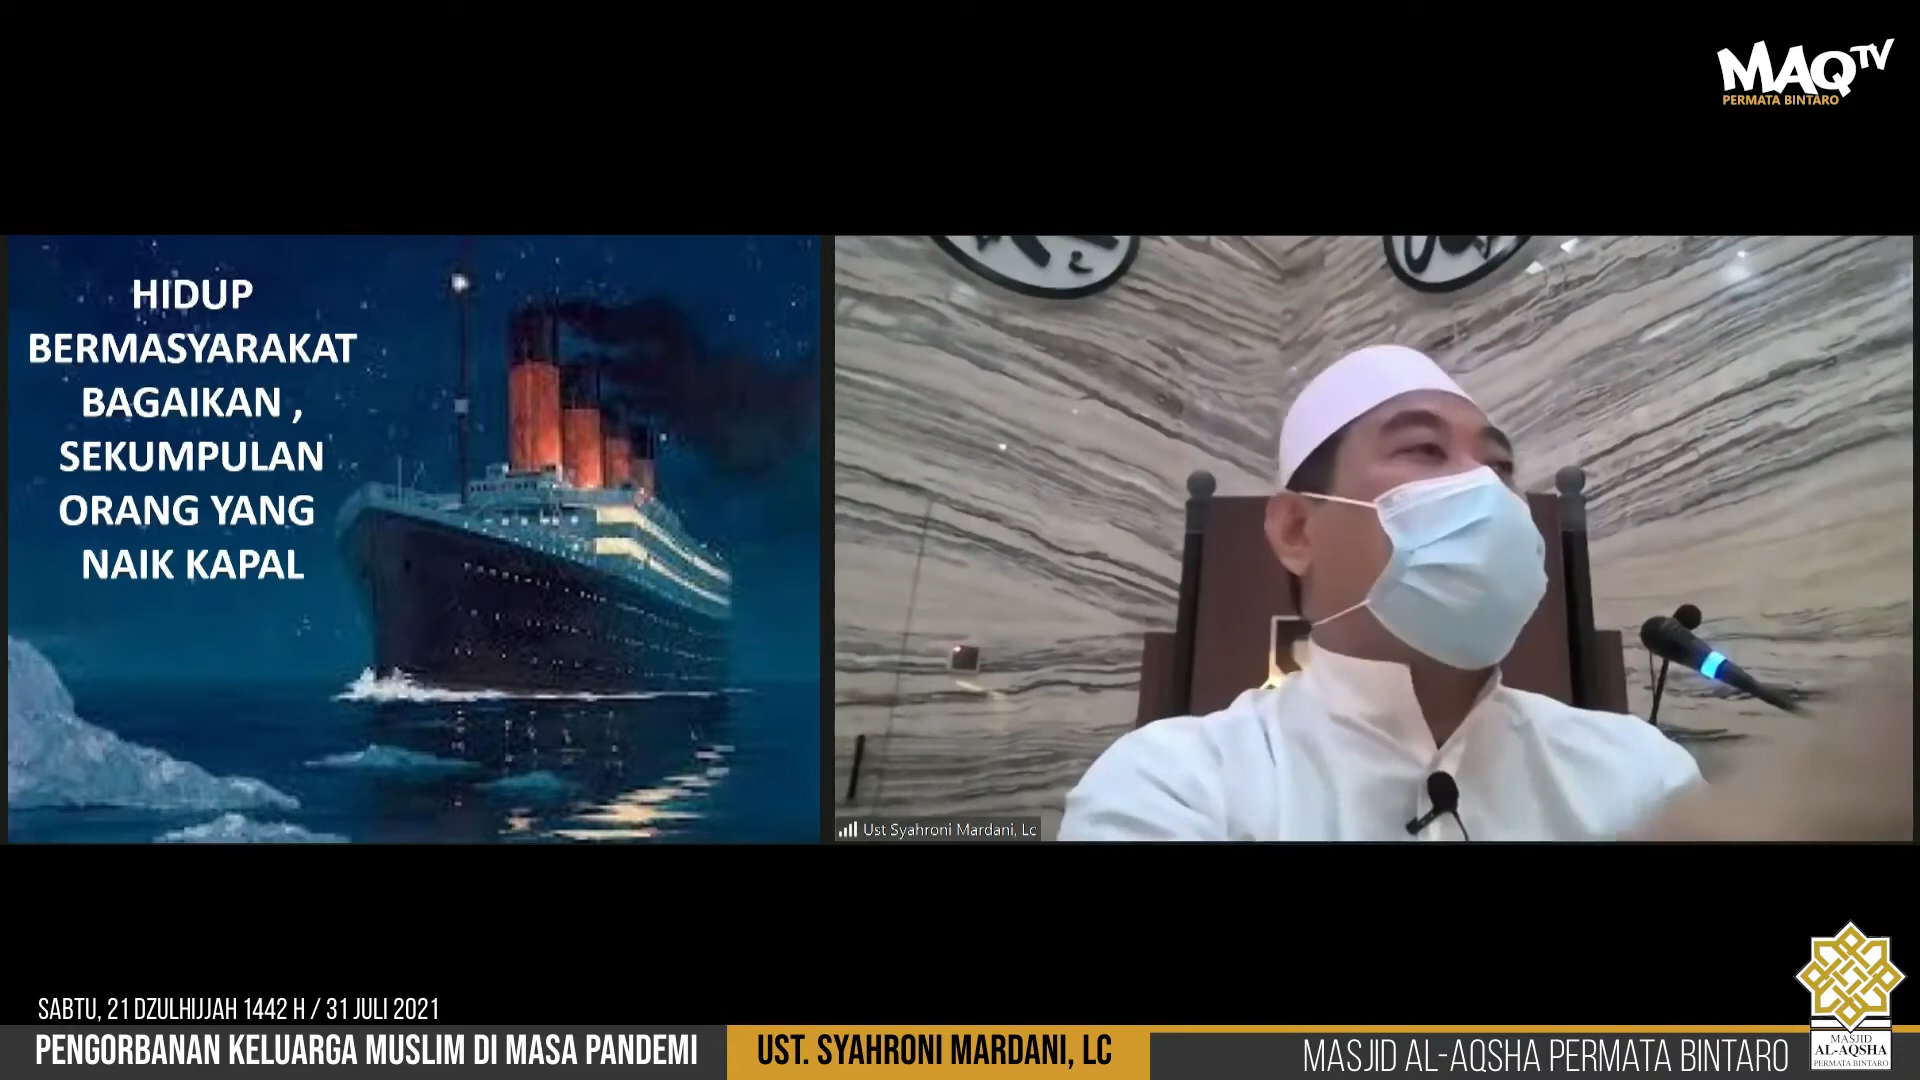 MAQTV
PERMATA BINTARO
HIDUP
BERMASYARAKAT
BAGAIKAN ,
SEKUMPULAN
ORANG YANG
NAIK KAPAL
Ust Syahroni Mardani, Lc
SABTU, 21 DZULHIJJAH 1442 H / 31 JULI 2021
PENGORBANAN KELUARGA MUSLIM DI MASA PANDEMI
UST. SYAHRONI MARDANI, LC
MASJID AL-AQSHA PERMATA BINTARO
MASJID
AL-AQSHA
PERMATA BINTARO